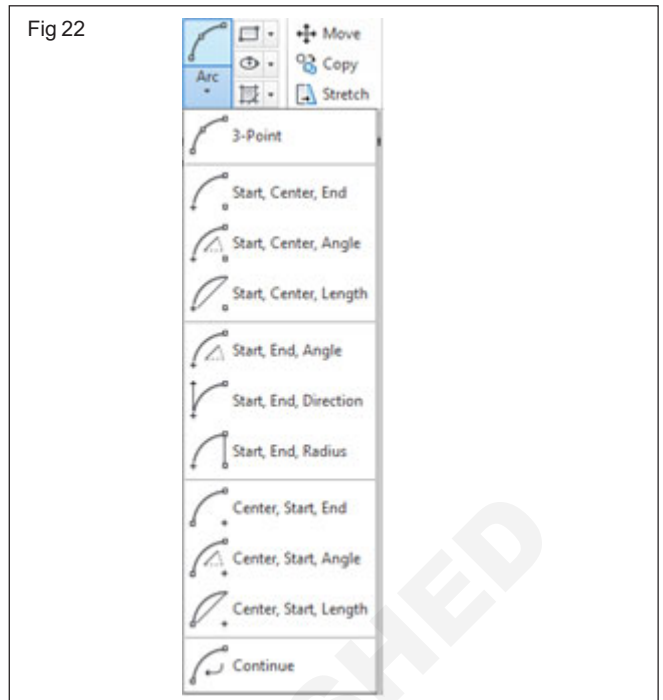 Fig 22
Move
Copy
Arc
Stretch
3-Point
Start, Center, End
Start, Center, Angle
Start, Center, Length
Start, End, Angle
Start, End, Direction
Start, End, Radius
Center, Start, End
Center, Start, Angle
Center, Start, Length
Continue
SHED